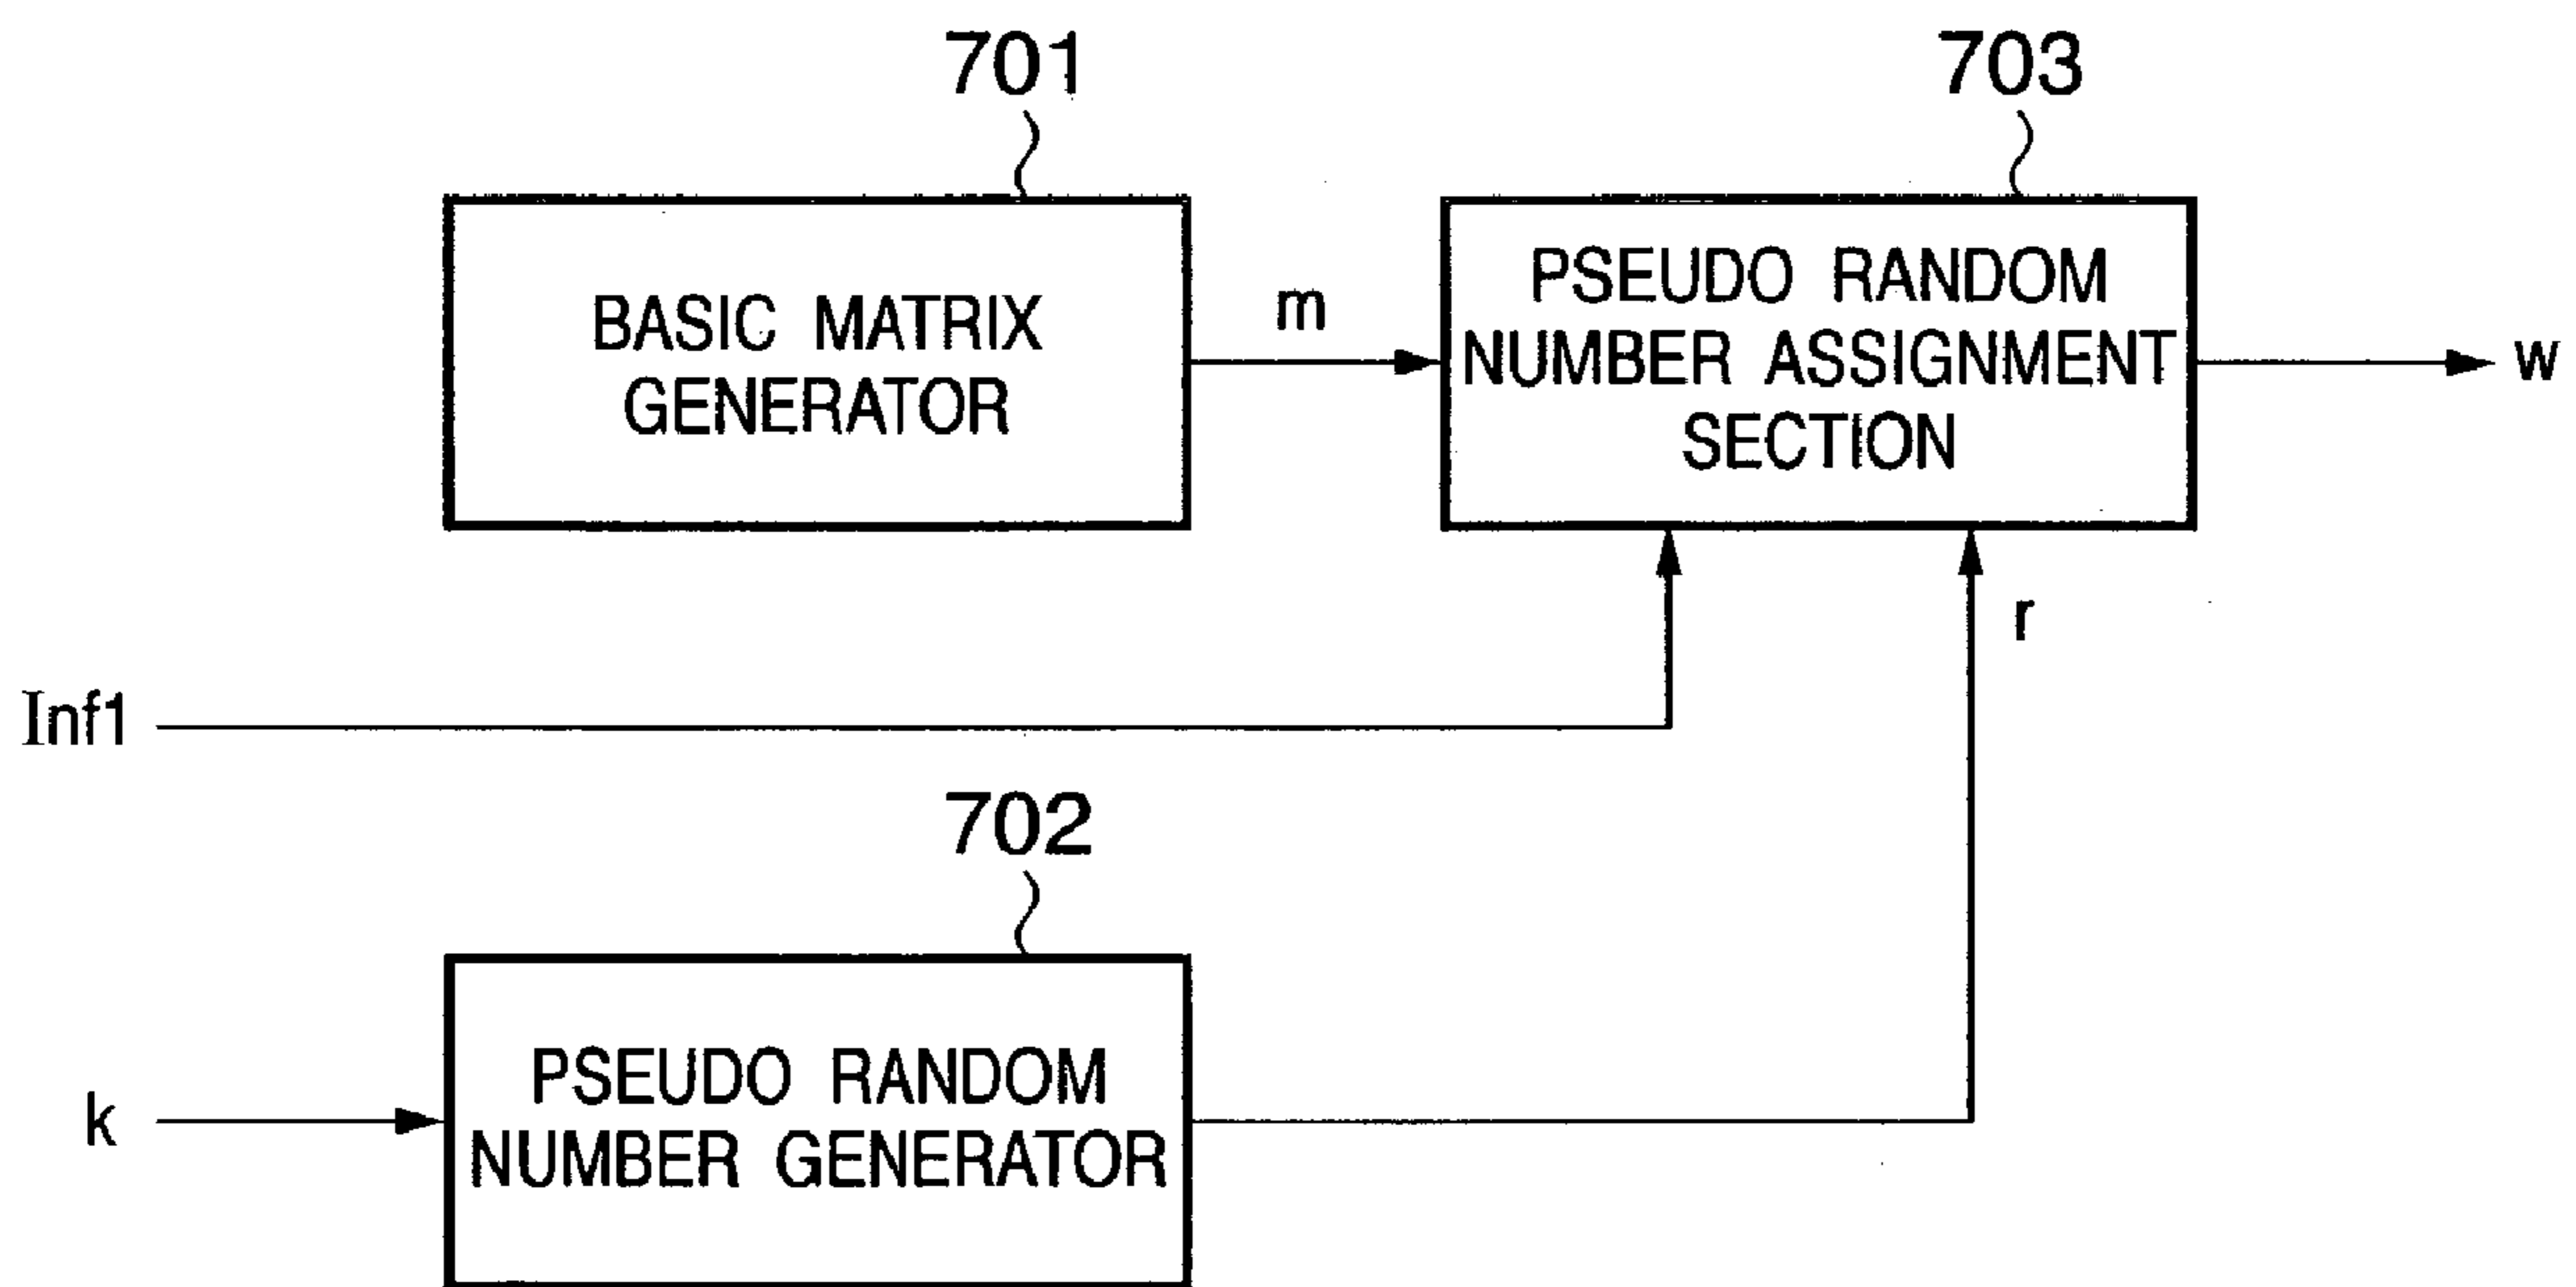 701
703
BASIC MATRIX
GENERATOR
m
PSEUDO RANDOM
NUMBER ASSIGNMENT
SECTION
w
r
Inf1
702
k
PSEUDO RANDOM
NUMBER GENERATOR